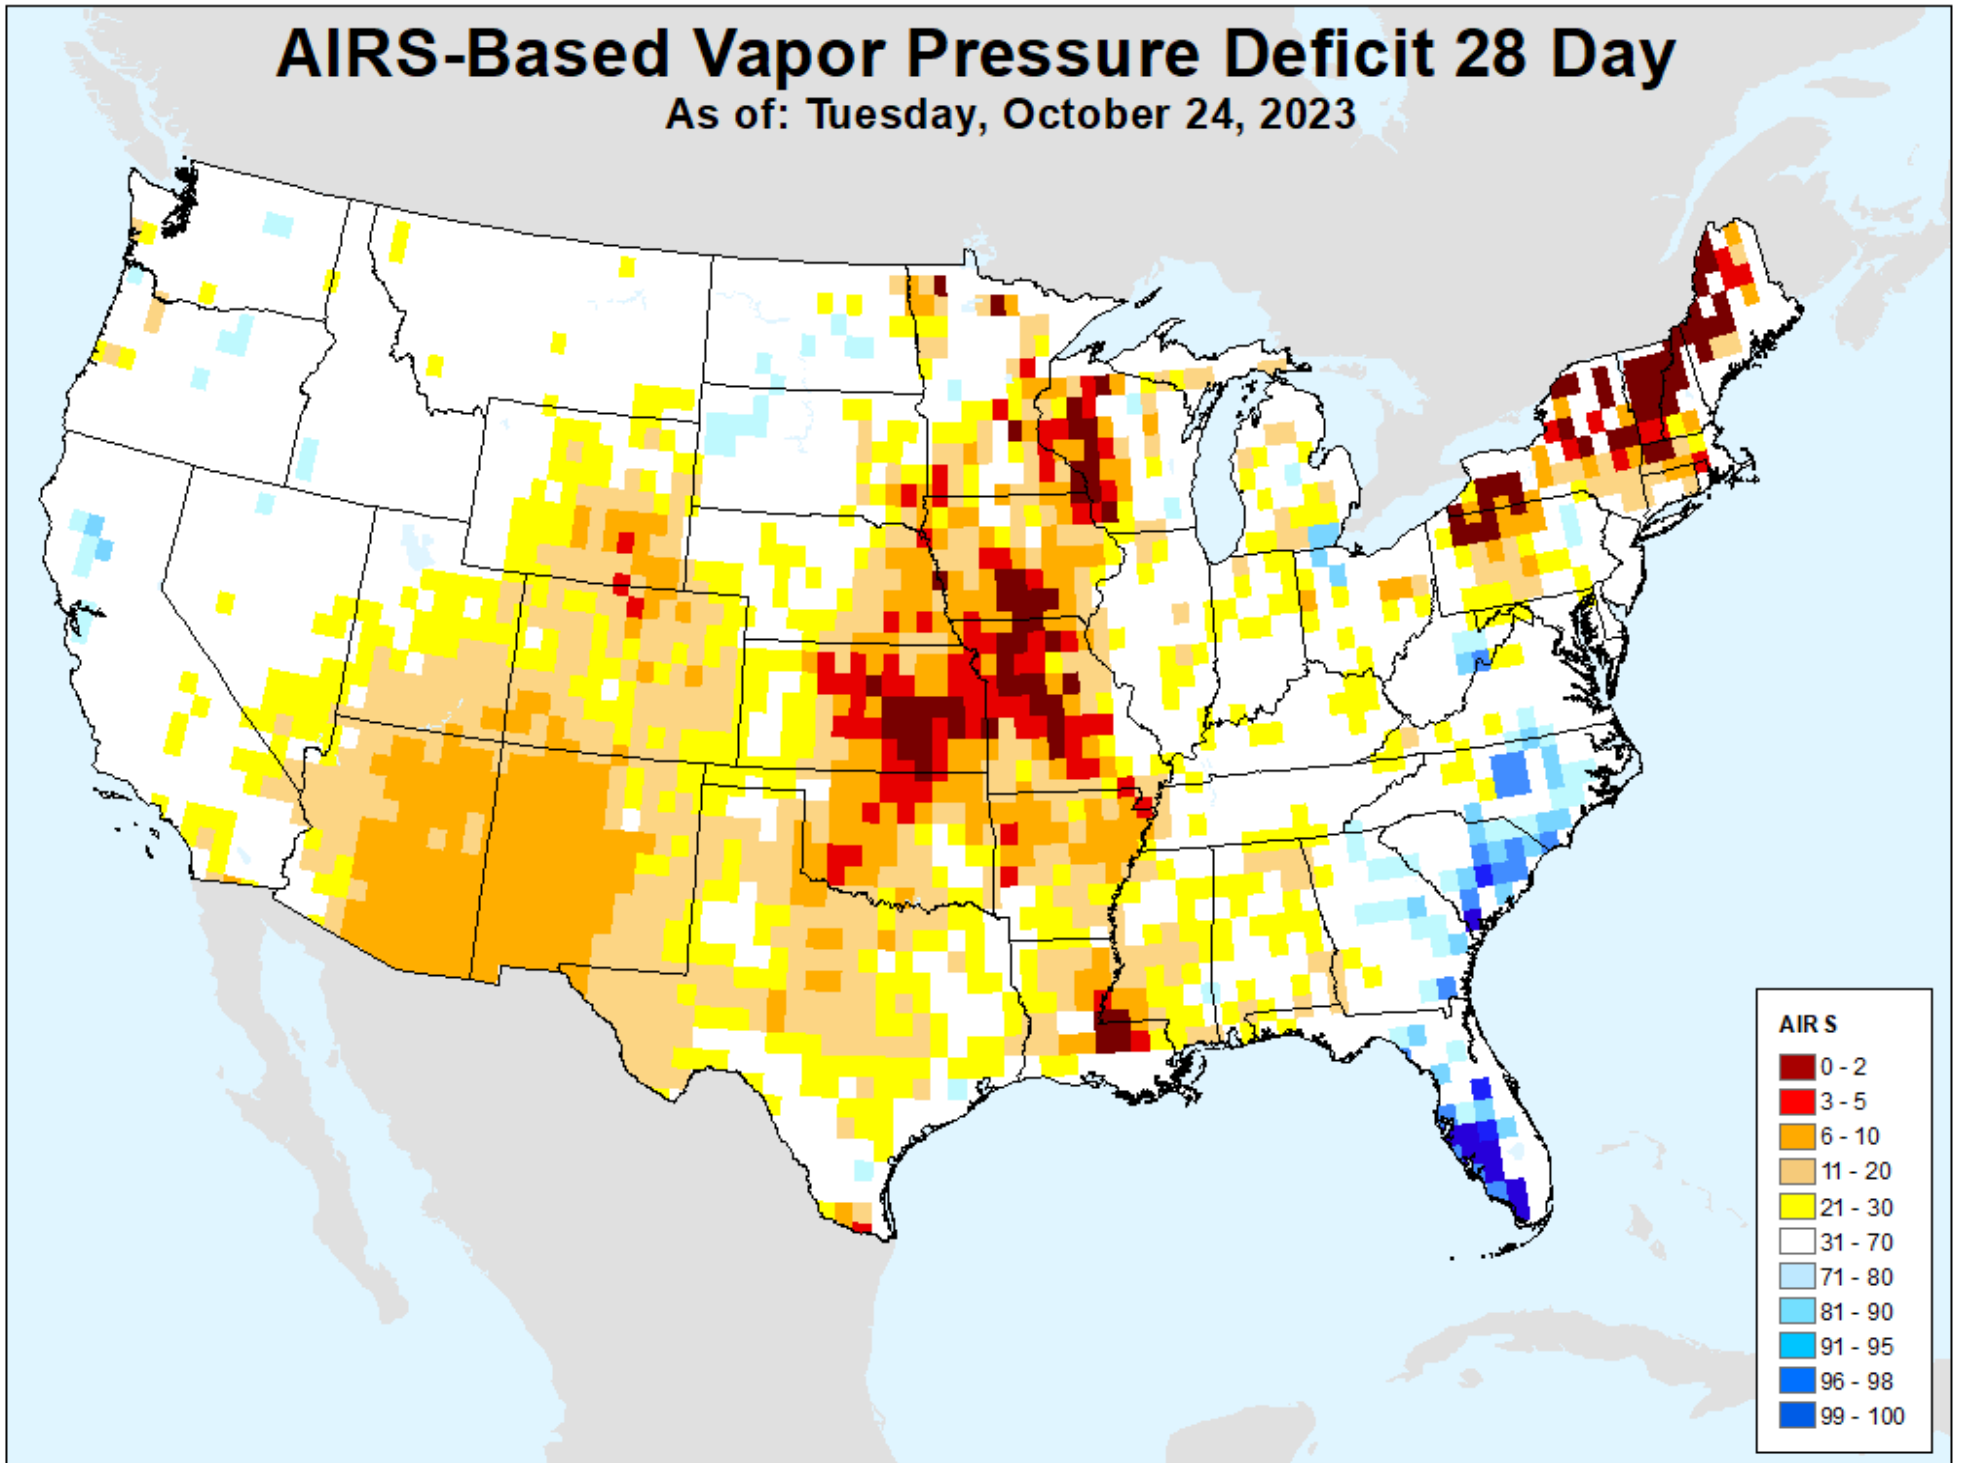 AIRS-Based Vapor Pressure Deficit 28 Day
As of: Tuesday, October 24, 2023
AIRS
0 - 2
3 - 5
6 - 10
11 - 20
21 - 30
31 - 70
71 - 80
81 - 90
91 - 95
96 - 98
99 - 100